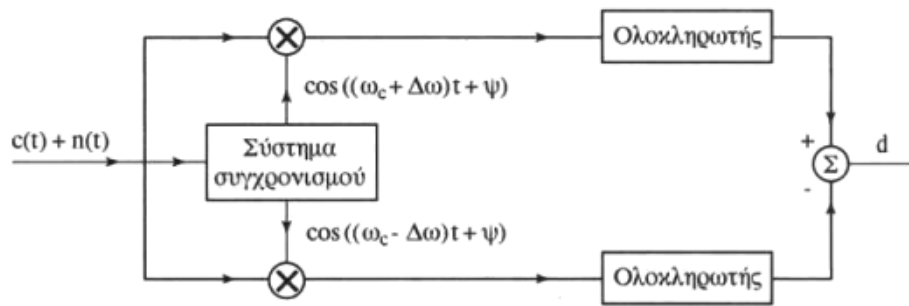 Ολοκληρωτής
cos((ω_c + Δω)t + ψ)
c(t) + n(t)
Σύστημα
συγχρονισμού
+
Σ
d
-
cos((ω_c - Δω)t + ψ)
Ολοκληρωτής